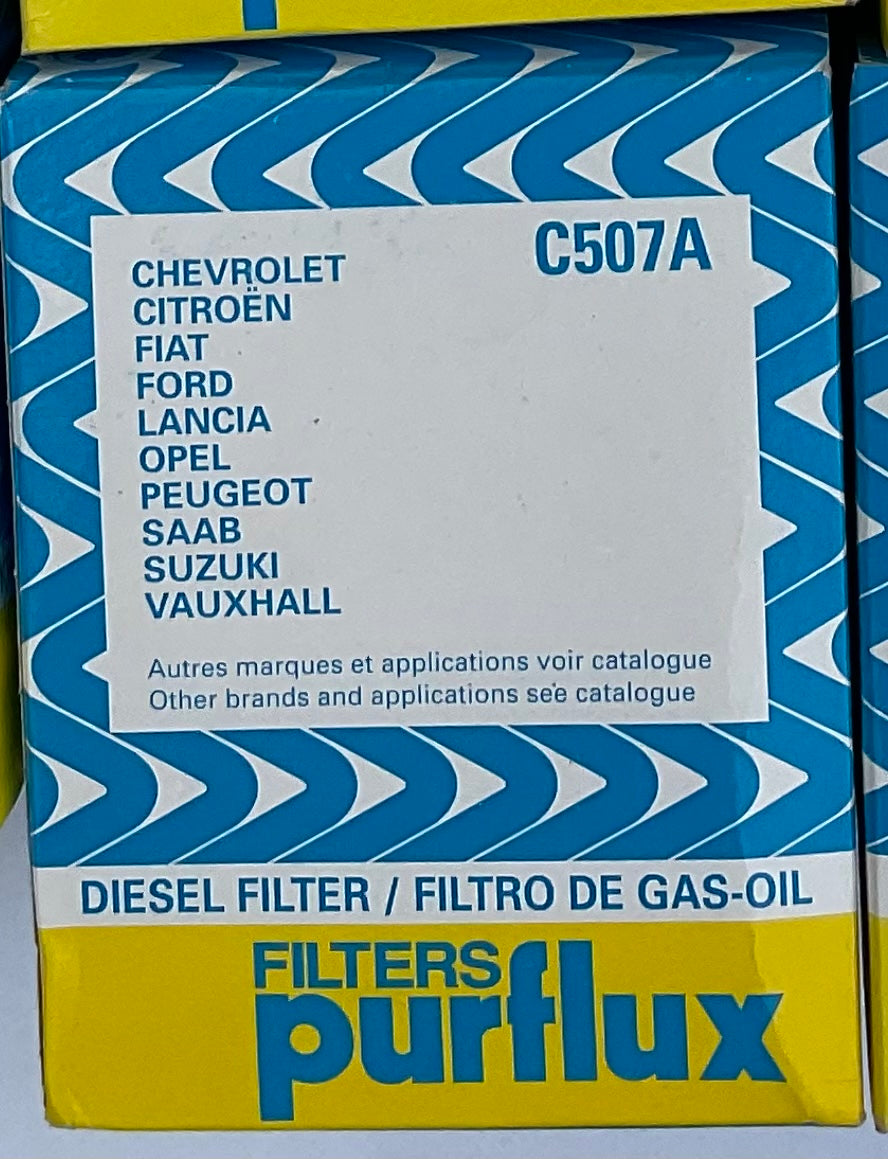 C507A
CHEVROLET
CITROËN
FIAT
FORD
LANCIA
OPEL
PEUGEOT
SAAB
SUZUKI
VAUXHALL
Autres marques et applications voir catalogue
Other brands and applications see catalogue
DIESEL FILTER / FILTRO DE GAS-OIL
FILTERS
purflux